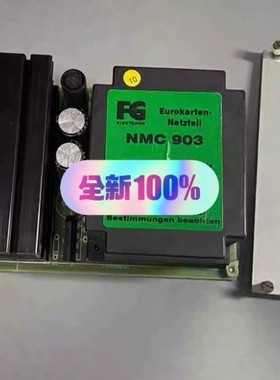 10
FG
ELEKTRONIK
Eurokarten-
Netzteil
NMC 903
全新100%
Bestimmungen beachten